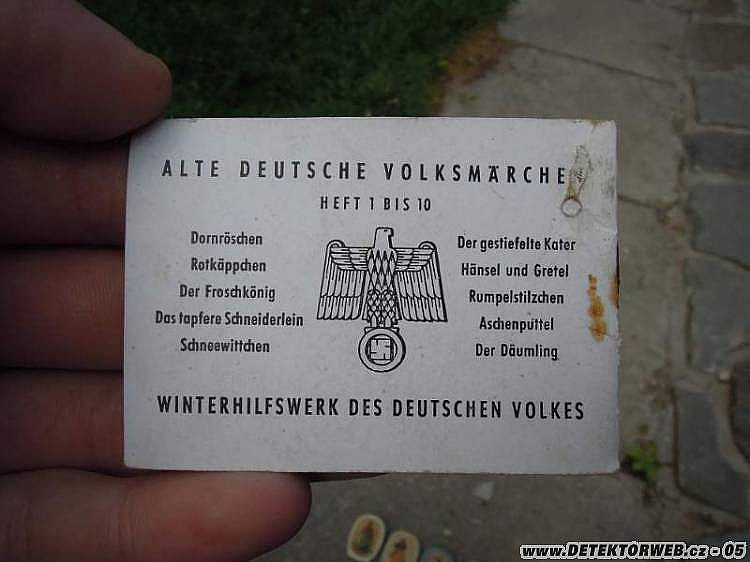 ALTE DEUTSCHE VOLKSMÄRCHE
HEFT 1 BIS 10
Dornröschen
Rotkäppchen
Der Froschkönig
Das tapfere Schneiderlein
Schneewittchen
Der gestiefelte Kater
Hänsel und Gretel
Rumpelstilzchen
Aschenputtel
Der Däumling
WINTERHILFSWERK DES DEUTSCHEN VOLKES
www.DETEKTORWEB.cz - 05